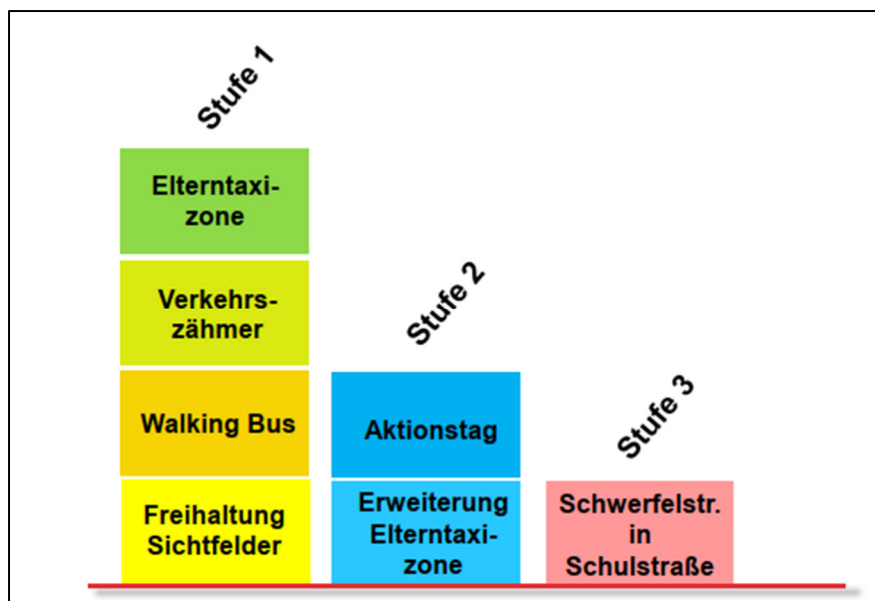 Stufe 1
Elterntaxi-
zone
Verkehrs-
zähmer
Walking Bus
Freihaltung
Sichtfelder
Stufe 2
Aktionstag
Erweiterung
Elterntaxi-
zone
Stufe 3
Schwerfelstr.
in
Schulstraße